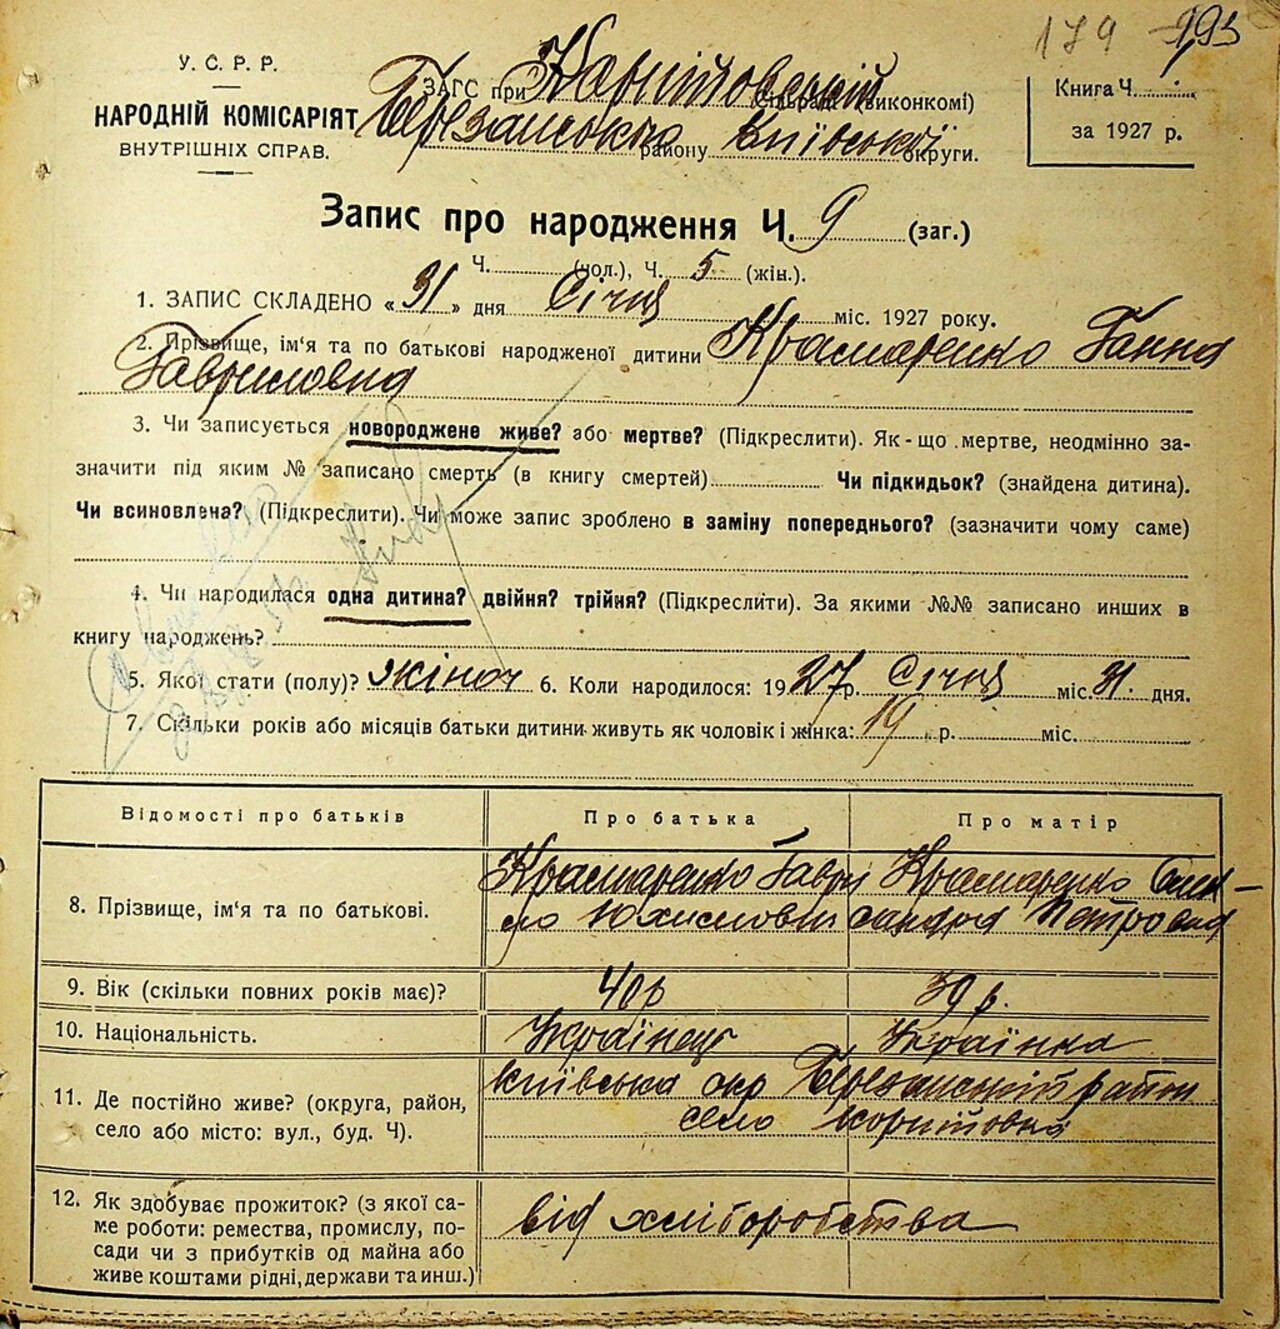 179 193
У. С. Р. Р.
НАРОДНІЙ КОМІСАРІЯТ
ВНУТРІШНІХ СПРАВ.
ЗАГС при сільраді (виконкомі)
району Київської округи.
Книга Ч.
за 1927 р.
Запис про народження Ч. 9 (заг.)
Ч. (чол.), Ч. 5 (жін.).
1. ЗАПИС СКЛАДЕНО «31» дня Січня міс. 1927 року.
2. Прізвище, ім'я та по батькові народженої дитини Крамаренко Ганна
Гавриловна
3. Чи записується новороджене живе? або мертве? (Підкреслити). Як-що мертве, неодмінно за-
значити під яким № записано смерть (в книгу смертей) Чи підкидьок? (знайдена дитина).
Чи всиновлена? (Підкреслити). Чи може запис зроблено в заміну попереднього? (зазначити чому саме)
4. Чи народилася одна дитина? двійня? трійня? (Підкреслити). За якими №№ записано инших в
книгу народжень?
5. Якої стати (полу)? жіноч 6. Коли народилося: 1927 р. Січня міс. 31. дня.
7. Скільки років або місяців батьки дитини живуть як чоловік і жінка: 19 р. міс.
Відомості про батьків Про батька Про матір
8. Прізвище, ім'я та по батькові. Крамаренко Гаври Крамаренко Олек-
ло Юхимович сандра Петровна
9. Вік (скільки повних років має)? 40 р 39 р.
10. Національність. Українець Українка
11. Де постійно живе? (округа, район, Київська окр Березанський район
село або місто: вул., буд. Ч). село
12. Як здобуває прожиток? (з якої са-
ме роботи: ремества, промислу, по- від хліборобства
сади чи з прибутків од майна або
живе коштами рідні, держави та инш.)